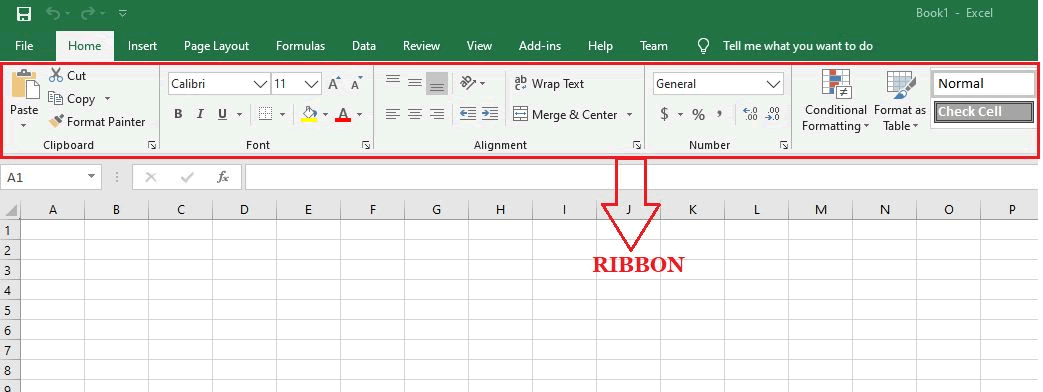 Book1 - Excel
File Home Insert Page Layout Formulas Data Review View Add-ins Help Team Tell me what you want to do
Paste
Cut
Copy
Format Painter
Clipboard
Calibri 11 A A
B I U A
Font
ab
c
Wrap Text
Merge & Center
Alignment
General
$ % , .00 .0
Number
Conditional
Formatting
Format as
Table
Normal
Check Cell
A1 fx
A B C D E F G H I J K L M N O P
1
2
RIBBON
3
4
5
6
7
8
9